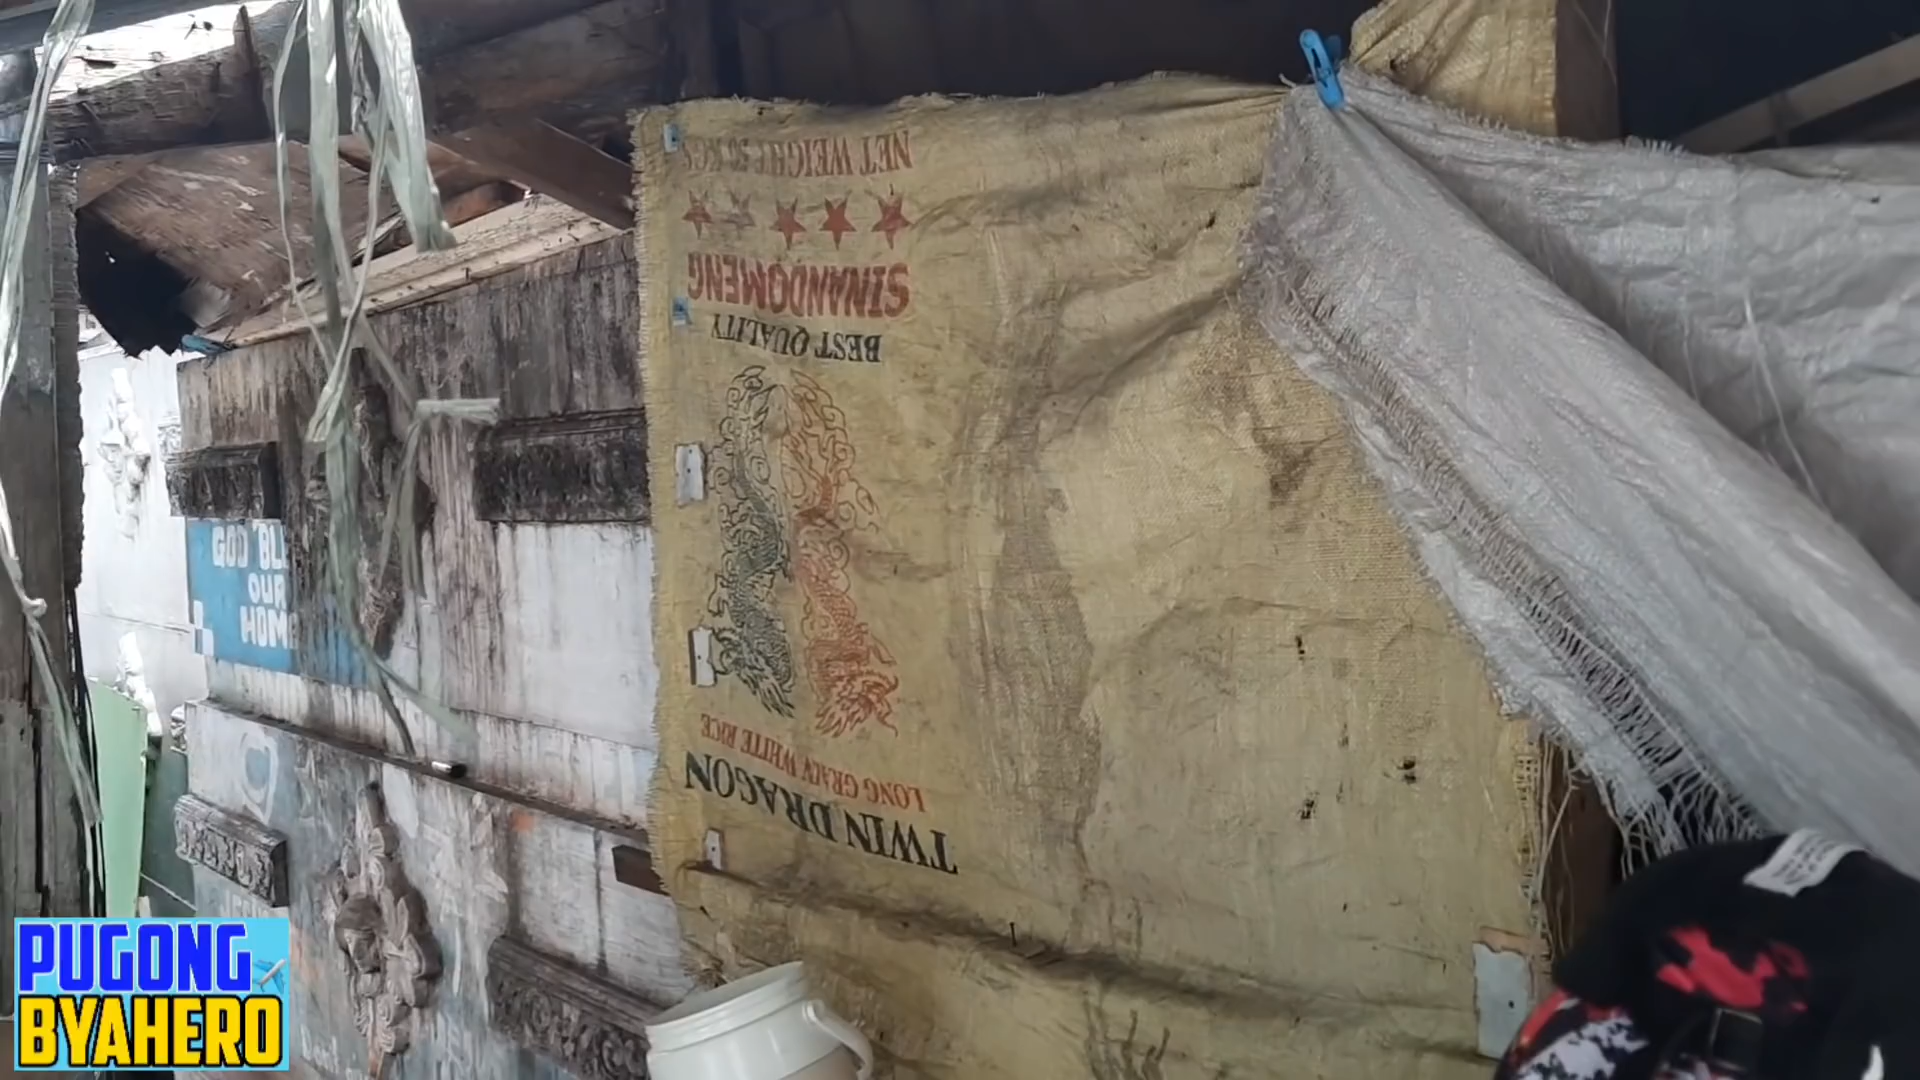 NET WEIGHT 50 KGS
SINANDOMENG
BEST QUALITY
LONG GRAIN WHITE RICE
TWIN DRAGON
GOD BL
OUR
HOM
PUGONG
BYAHERO